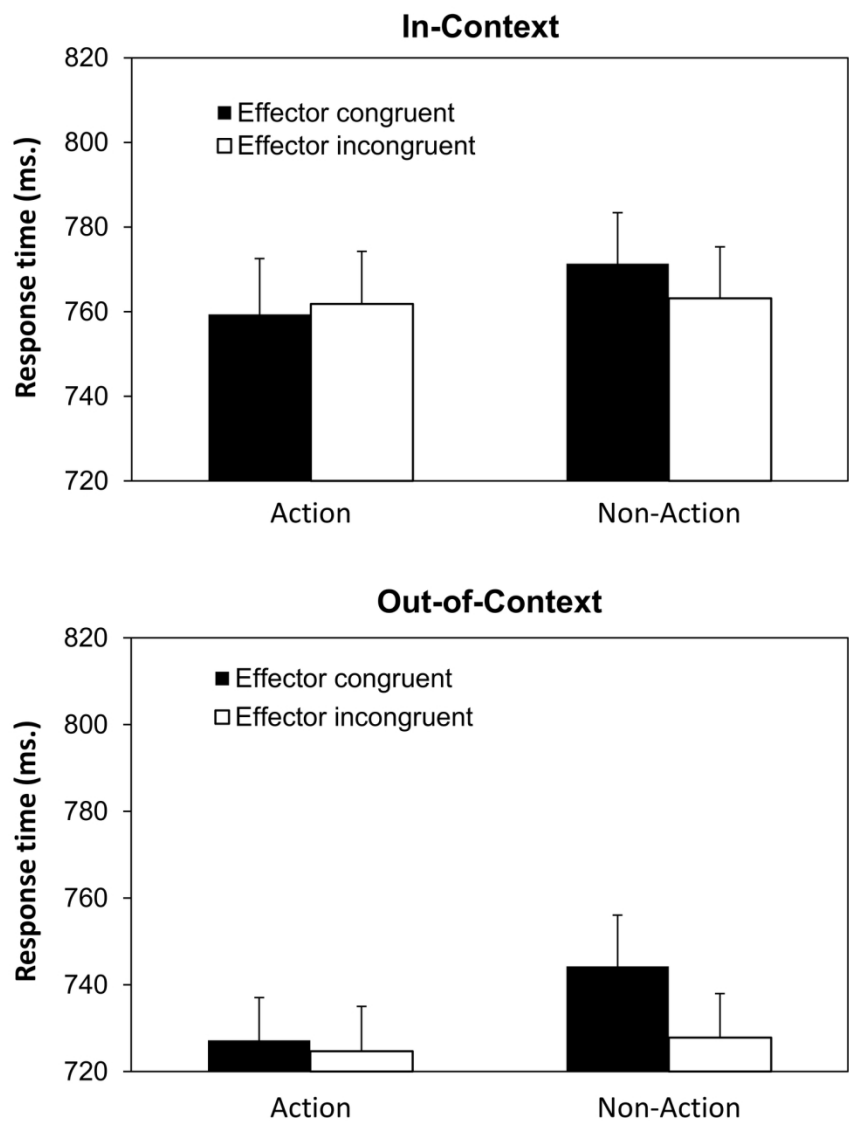 In-Context
820
800
780
760
740
720
Response time (ms.)
Effector congruent
Effector incongruent
Action Non-Action
Out-of-Context
820
800
780
760
740
720
Response time (ms.)
Effector congruent
Effector incongruent
Action Non-Action